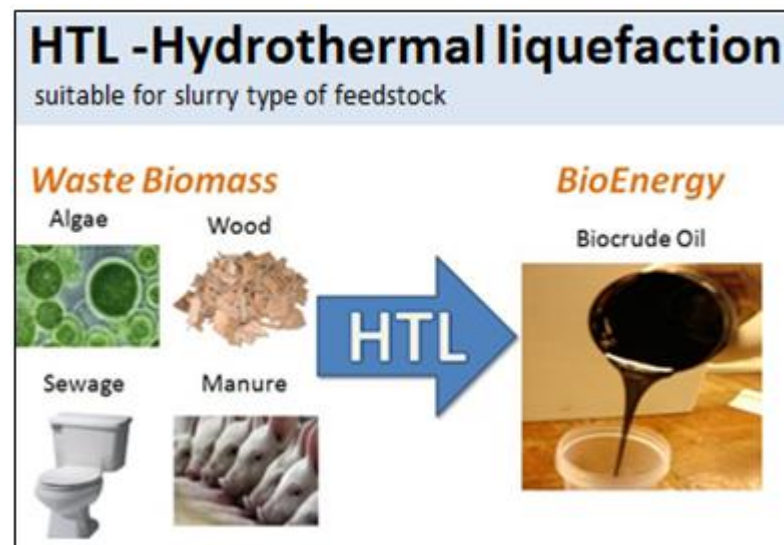 HTL -Hydrothermal liquefaction
suitable for slurry type of feedstock
Waste Biomass
BioEnergy
Algae
Wood
Biocrude Oil
HTL
Sewage
Manure